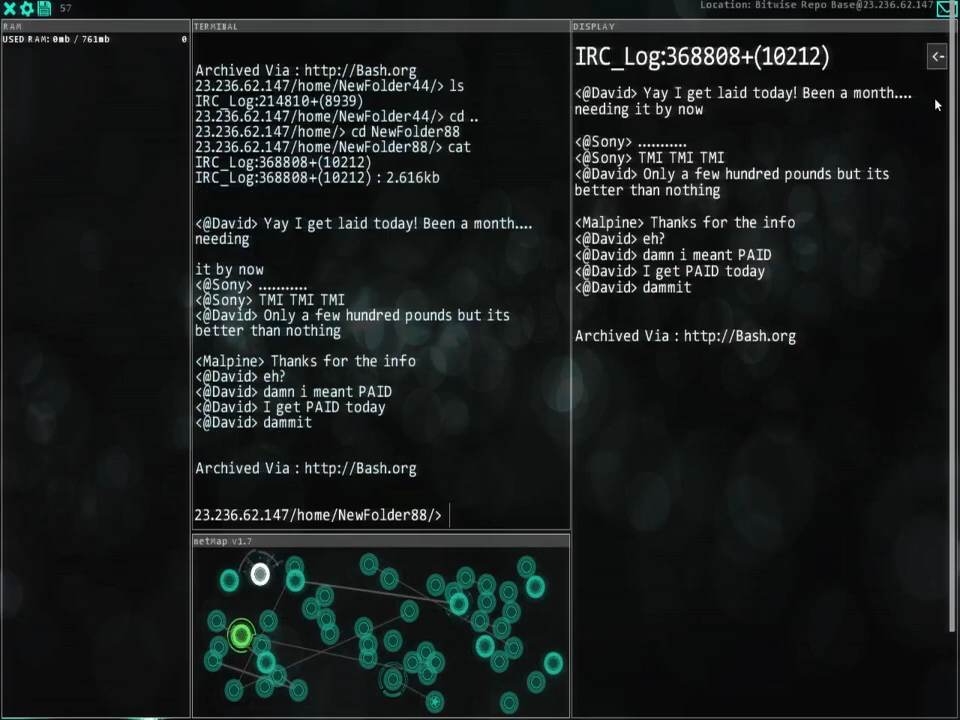 57
Location: Bitwise Repo Base@23.236.62.147
RAM
USED RAM: 0mb / 761mb 0
TERMINAL
Archived Via : http://Bash.org
23.236.62.147/home/NewFolder44/> ls
IRC_Log:214810+(8939)
23.236.62.147/home/NewFolder44/> cd ..
23.236.62.147/home/> cd NewFolder88
23.236.62.147/home/NewFolder88/> cat
IRC_Log:368808+(10212)
IRC_Log:368808+(10212) : 2.616kb
<@David> Yay I get laid today! Been a month....
needing
it by now
<@Sony> ...........
<@Sony> TMI TMI TMI
<@David> Only a few hundred pounds but its
better than nothing
<Malpine> Thanks for the info
<@David> eh?
<@David> damn i meant PAID
<@David> I get PAID today
<@David> dammit
Archived Via : http://Bash.org
23.236.62.147/home/NewFolder88/>
netMap v1.7
DISPLAY
IRC_Log:368808+(10212)
<-
<@David> Yay I get laid today! Been a month....
needing it by now
<@Sony> ...........
<@Sony> TMI TMI TMI
<@David> Only a few hundred pounds but its
better than nothing
<Malpine> Thanks for the info
<@David> eh?
<@David> damn i meant PAID
<@David> I get PAID today
<@David> dammit
Archived Via : http://Bash.org